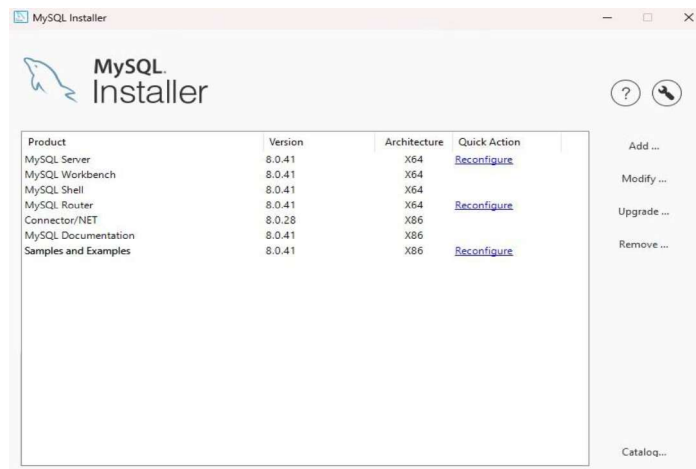 MySQL Installer
MySQL.
Installer
?
Product Version Architecture Quick Action
MySQL Server 8.0.41 X64 Reconfigure
MySQL Workbench 8.0.41 X64
MySQL Shell 8.0.41 X64
MySQL Router 8.0.41 X64 Reconfigure
Connector/NET 8.0.28 X86
MySQL Documentation 8.0.41 X86
Samples and Examples 8.0.41 X86 Reconfigure
Add ...
Modify ...
Upgrade ...
Remove ...
Catalog...